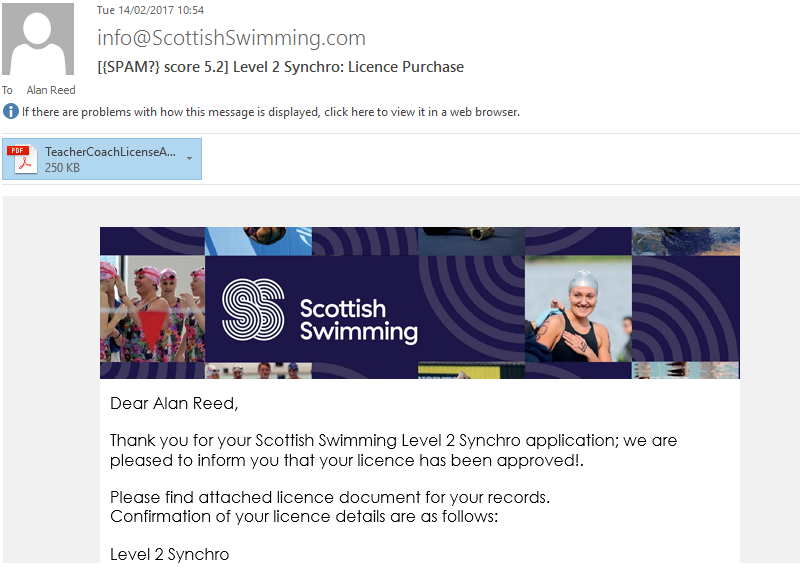 Tue 14/02/2017 10:54
info@ScottishSwimming.com
[{SPAM?} score 5.2] Level 2 Synchro: Licence Purchase
To Alan Reed
If there are problems with how this message is displayed, click here to view it in a web browser.
PDF
TeacherCoachLicenseA...
250 KB
Scottish
Swimming
Dear Alan Reed,
Thank you for your Scottish Swimming Level 2 Synchro application; we are
pleased to inform you that your licence has been approved!.
Please find attached licence document for your records.
Confirmation of your licence details are as follows:
Level 2 Synchro